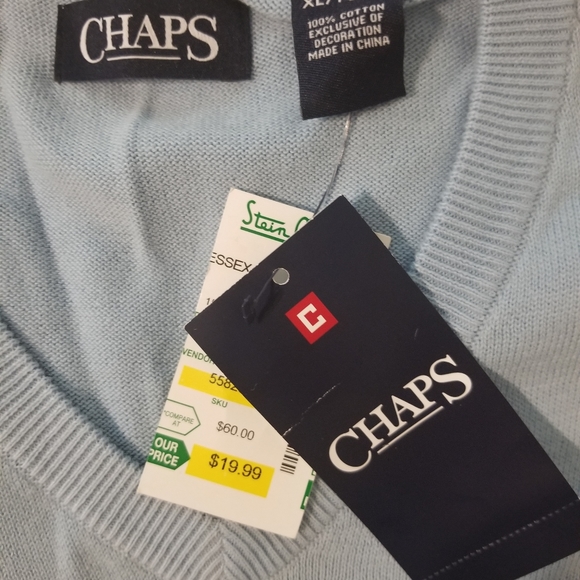 CHAPS
XL/
100% COTTON
EXCLUSIVE OF
DECORATION
MADE IN CHINA
Stein
ESSEX
VENDOR
SKU
"COMPARE
AT
$60.00
OUR
PRICE
$19.99
C
CHAPS